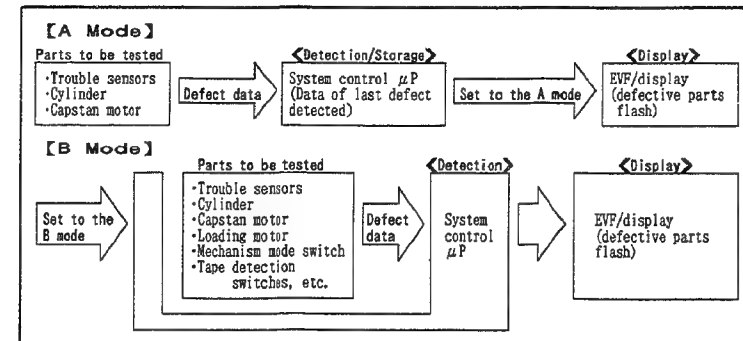 【A Mode】
Parts to be tested
・Trouble sensors
・Cylinder
・Capstan motor
Defect data
《Detection/Storage》
System control μP
(Data of last defect
detected)
Set to the A mode
《Display》
EVF/display
(defective parts
flash)
【B Mode】
Set to the
B mode
Parts to be tested
・Trouble sensors
・Cylinder
・Capstan motor
・Loading motor
・Mechanism mode switch
・Tape detection
switches, etc.
Defect
data
《Detection》
System
control
μP
《Display》
EVF/display
(defective parts
flash)